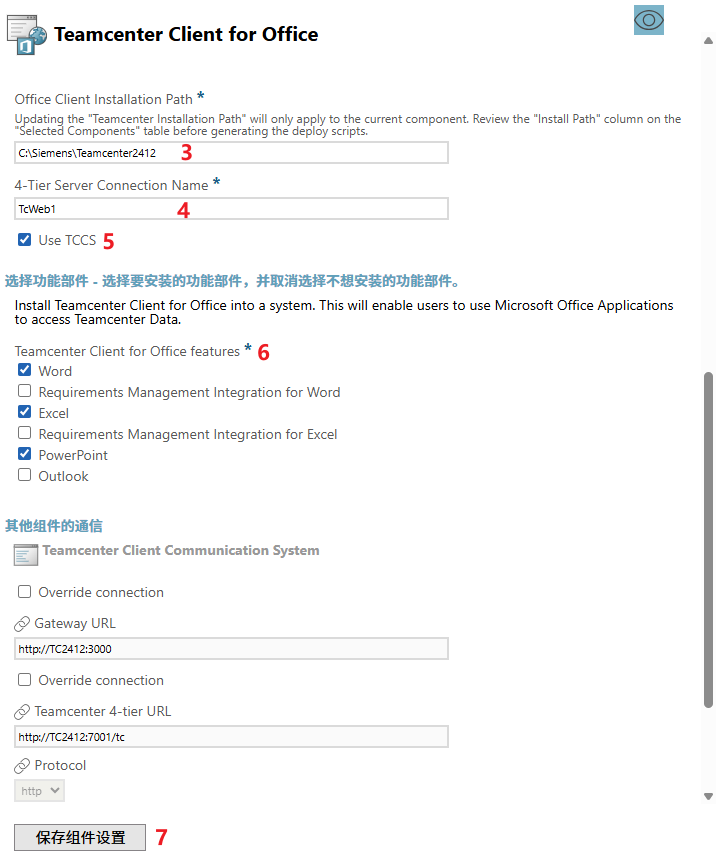 Teamcenter Client for Office
Office Client Installation Path *
Updating the "Teamcenter Installation Path" will only apply to the current component. Review the "Install Path" column on the
"Selected Components" table before generating the deploy scripts.
C:\Siemens\Teamcenter2412 3
4-Tier Server Connection Name *
TcWeb1 4
Use TCCS 5
选择功能部件 - 选择要安装的功能部件，并取消选择不想安装的功能部件。
Install Teamcenter Client for Office into a system. This will enable users to use Microsoft Office Applications
to access Teamcenter Data.
Teamcenter Client for Office features * 6
Word
Requirements Management Integration for Word
Excel
Requirements Management Integration for Excel
PowerPoint
Outlook
其他组件的通信
Teamcenter Client Communication System
Override connection
Gateway URL
http://TC2412:3000
Override connection
Teamcenter 4-tier URL
http://TC2412:7001/tc
Protocol
http
保存组件设置 7